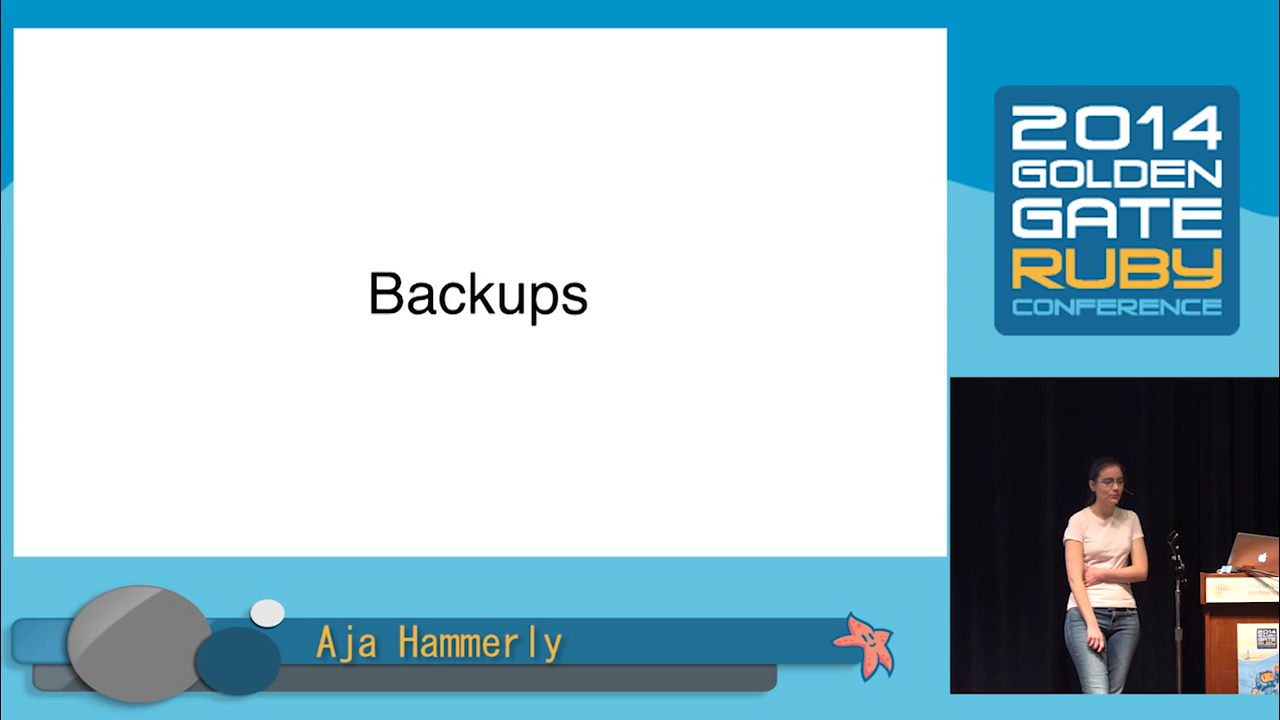 Backups
2014
GOLDEN
GATE
RUBY
CONFERENCE
Aja Hammerly